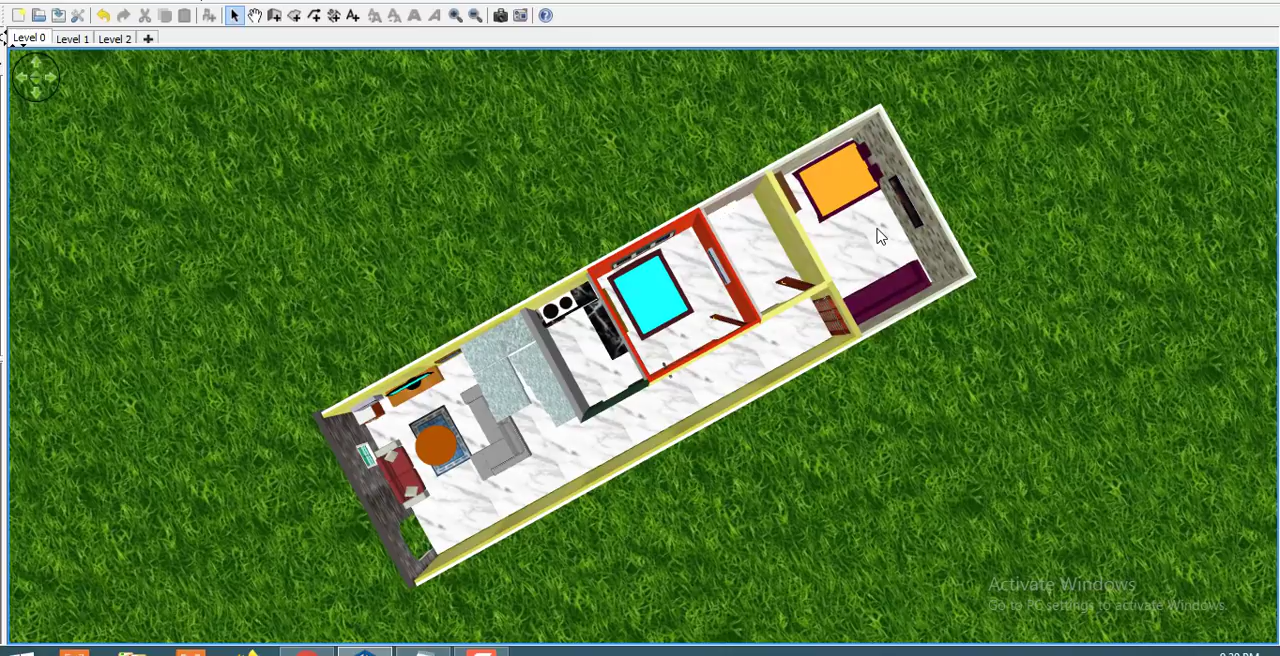 Level 0 Level 1 Level 2
Activate Windows
Go to PC settings to activate Windows.